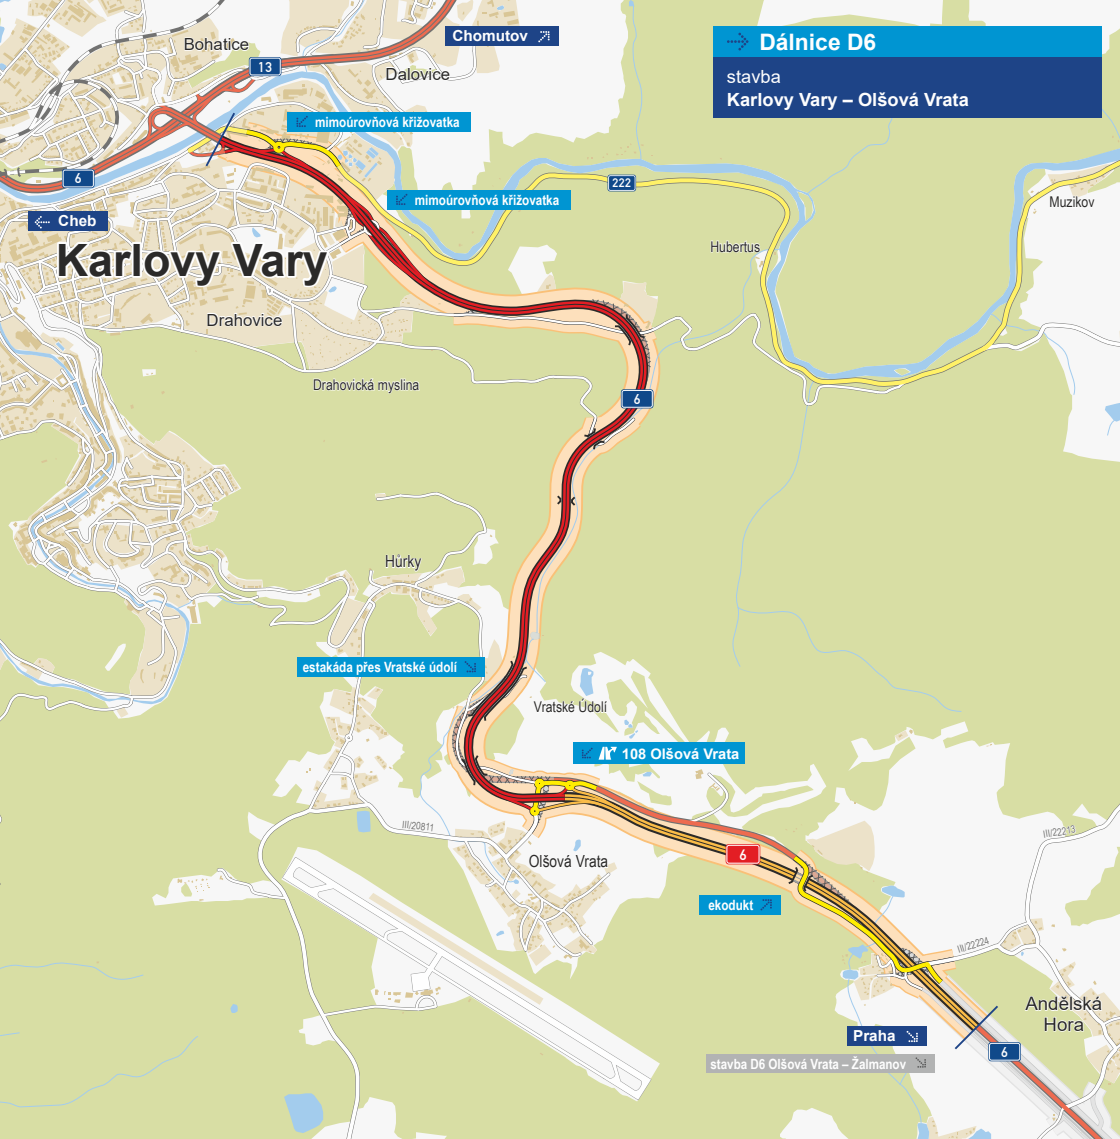 Dálnice D6
stavba
Karlovy Vary – Olšová Vrata
Chomutov
Bohatice
13
Dalovice
mimoúrovňová křižovatka
6
222
mimoúrovňová křižovatka
Muzikov
Cheb
Hubertus
Karlovy Vary
Drahovice
Drahovická myslina
6
Hůrky
estakáda přes Vratské údolí
Vratské Údolí
108 Olšová Vrata
III/20811
III/22213
6
Olšová Vrata
ekodukt
III/22224
Andělská
Hora
Praha
6
stavba D6 Olšová Vrata – Žalmanov